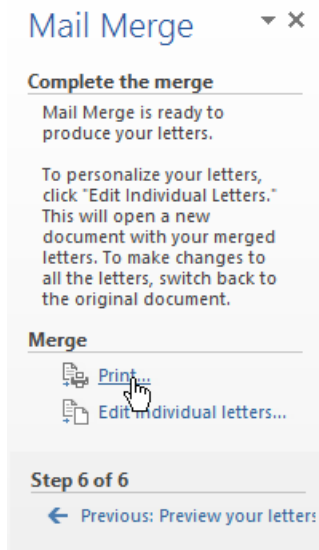 Mail Merge
Complete the merge
Mail Merge is ready to
produce your letters.
To personalize your letters,
click "Edit Individual Letters."
This will open a new
document with your merged
letters. To make changes to
all the letters, switch back to
the original document.
Merge
Print...
Edit individual letters...
Step 6 of 6
Previous: Preview your letters